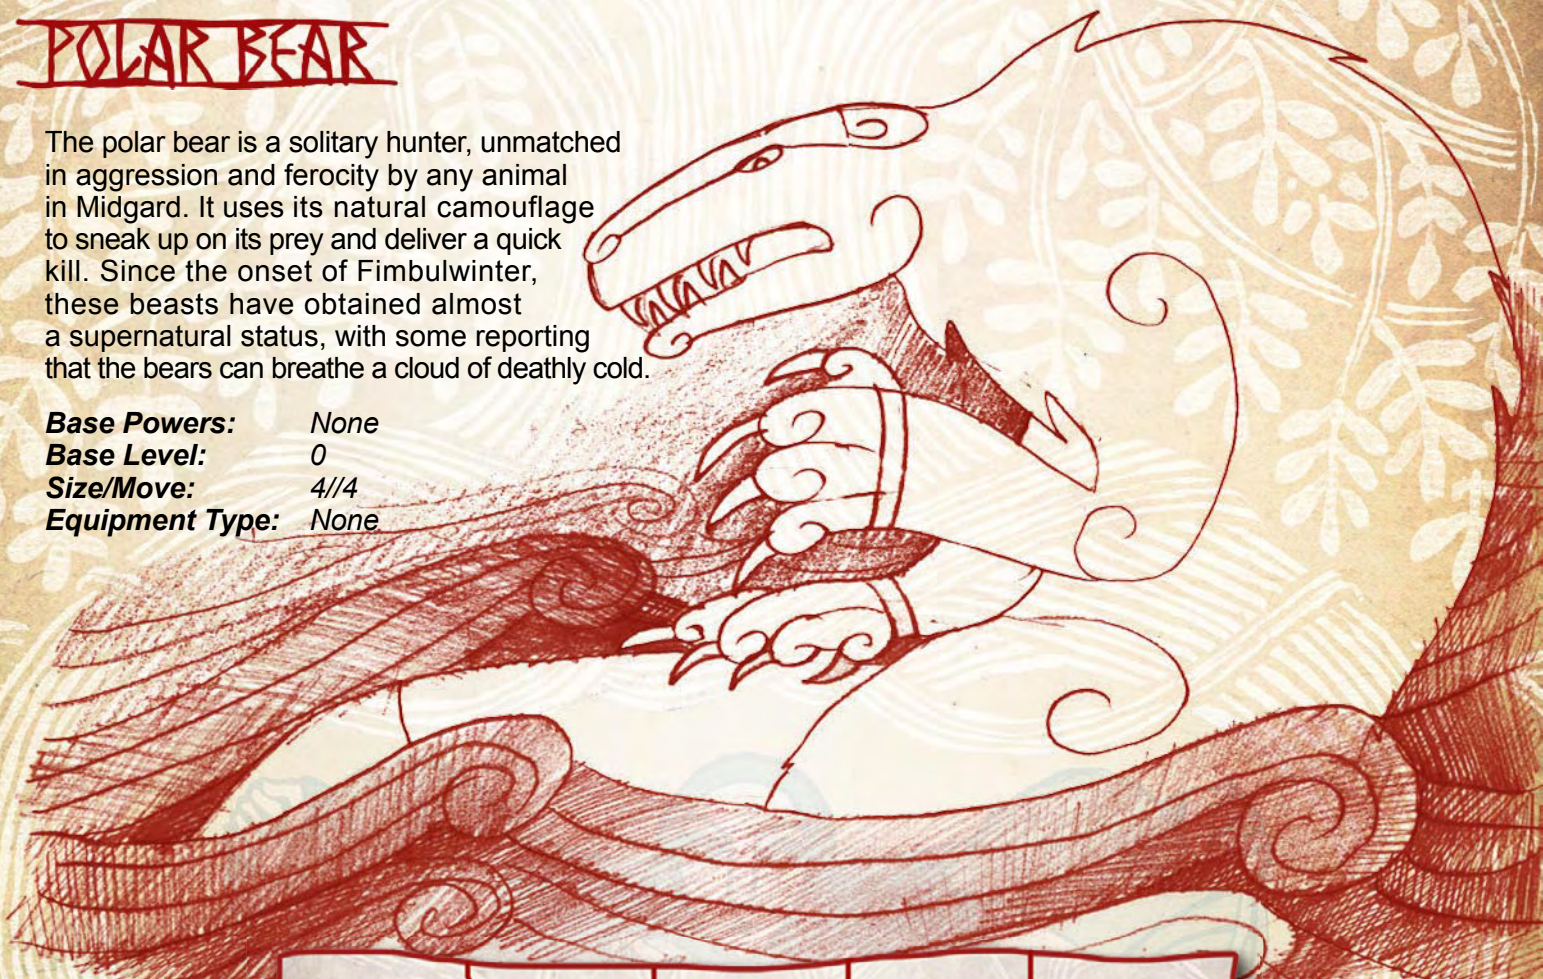 POLAR BEAR
The polar bear is a solitary hunter, unmatched
in aggression and ferocity by any animal
in Midgard. It uses its natural camouflage
to sneak up on its prey and deliver a quick
kill. Since the onset of Fimbulwinter,
these beasts have obtained almost
a supernatural status, with some reporting
that the bears can breathe a cloud of deathly cold.
Base Powers: None
Base Level: 0
Size/Move: 4//4
Equipment Type: None